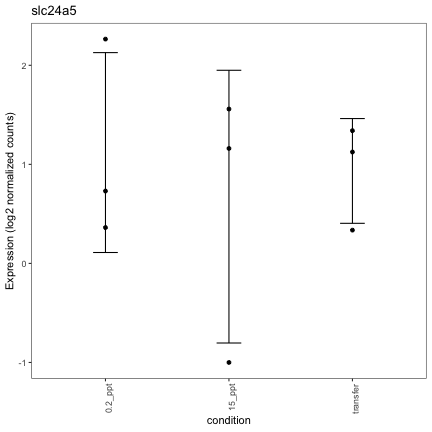 slc24a5
Expression (log2 normalized counts)
2
1
0
-1
0.2_ppt
15_ppt
transfer
condition